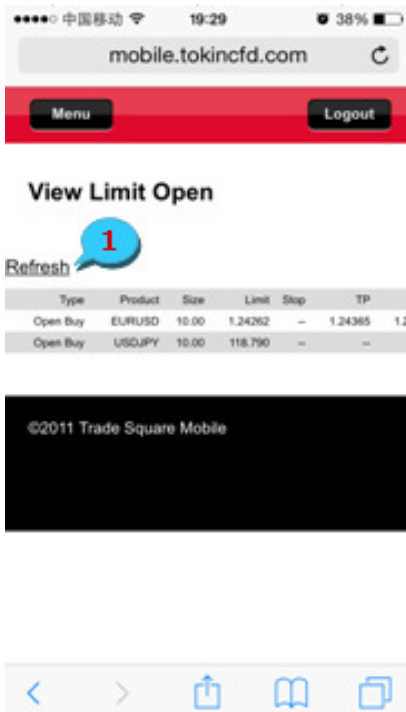 中国移动 19:29 38%
mobile.tokincfd.com
Menu Logout
View Limit Open
1
Refresh
Type Product Size Limit Stop TP
Open Buy EURUSD 10.00 1.24262 -- 1.24365 1.2
Open Buy USDJPY 10.00 118.790 -- --
©2011 Trade Square Mobile